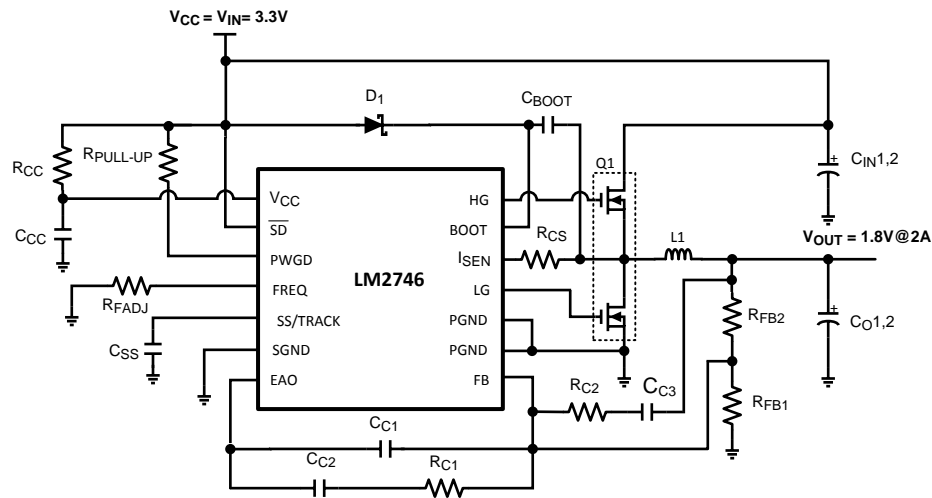 VCC = VIN= 3.3V
D1
CBOOT
RCC
RPULL-UP
Q1
CIN1,2
+
VCC
HG
SD
BOOT
CCC
RCS
L1
VOUT = 1.8V@2A
PWGD
ISEN
LM2746
FREQ
LG
RFADJ
RFB2
CO1,2
+
SS/TRACK
PGND
CSS
SGND
PGND
EAO
FB
RC2
CC3
RFB1
CC1
CC2
RC1